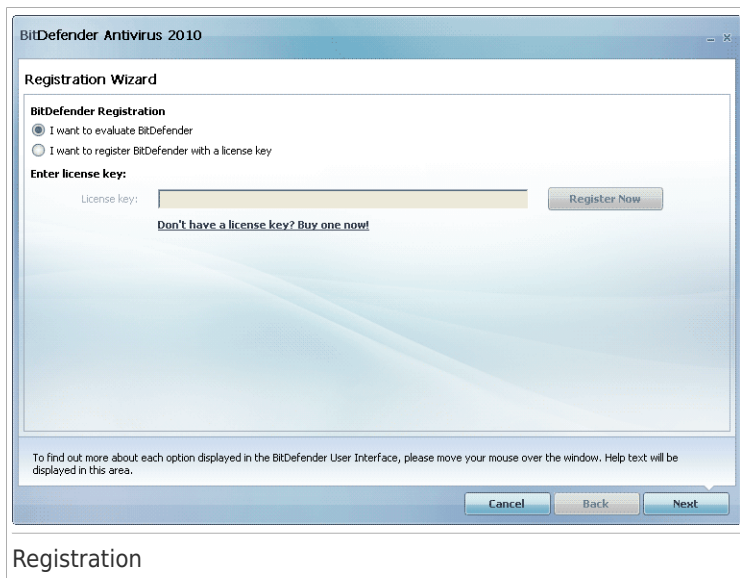 BitDefender Antivirus 2010
Registration Wizard
BitDefender Registration
I want to evaluate BitDefender
I want to register BitDefender with a license key
Enter license key:
License key:
Register Now
Don't have a license key? Buy one now!
To find out more about each option displayed in the BitDefender User Interface, please move your mouse over the window. Help text will be
displayed in this area.
Cancel
Back
Next
Registration